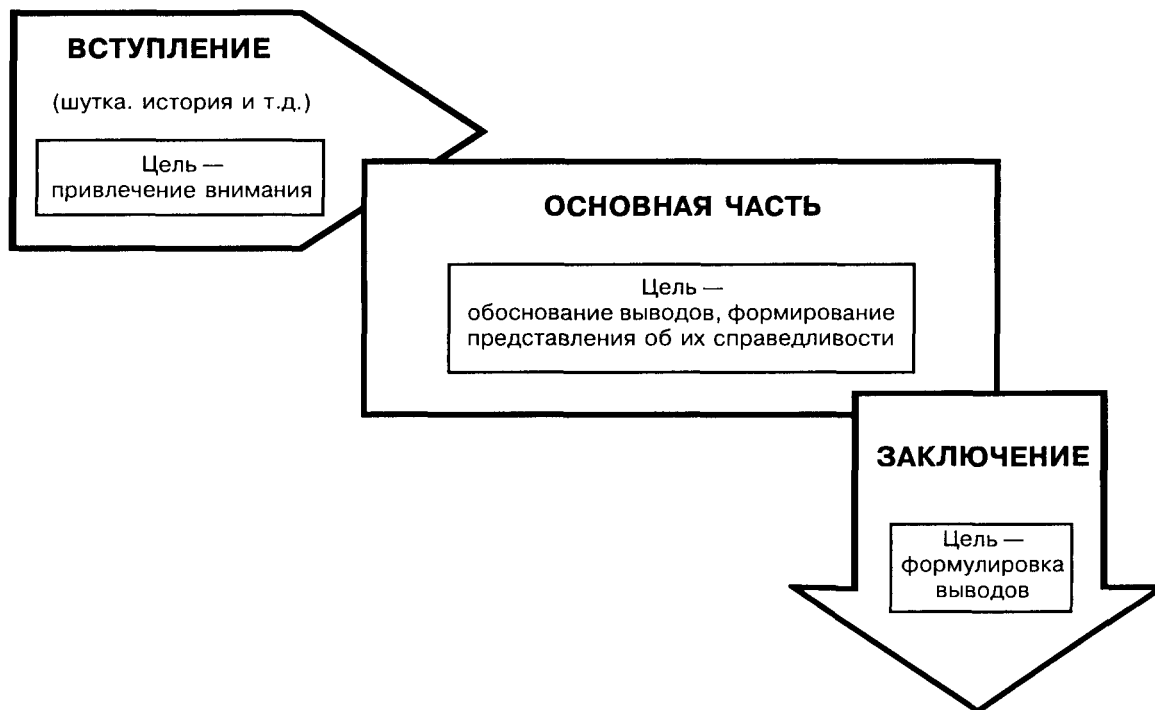 ВСТУПЛЕНИЕ
(шутка. история и т.д.)
Цель —
привлечение внимания
ОСНОВНАЯ ЧАСТЬ
Цель —
обоснование выводов, формирование
представления об их справедливости
ЗАКЛЮЧЕНИЕ
Цель —
формулировка
выводов